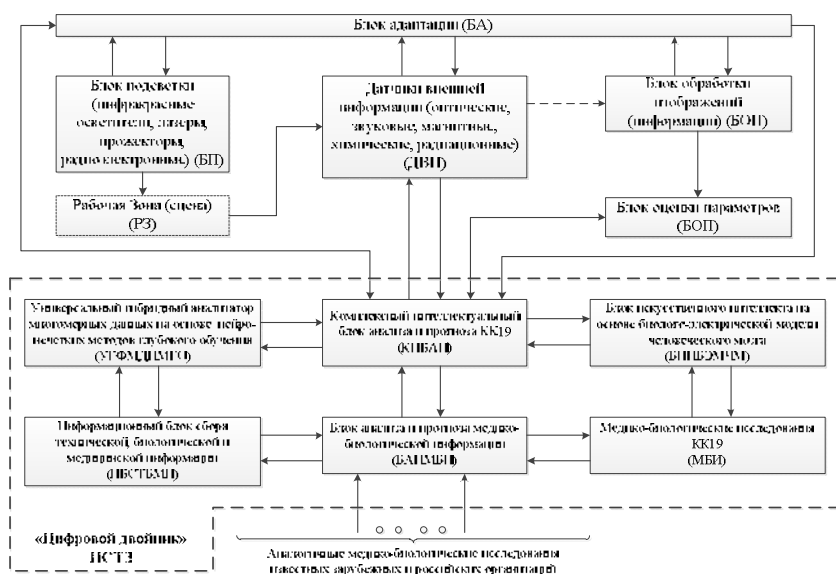 Блок адаптации (БА)
Блок подсветки
(инфракрасные
осветители, лазеры,
прожекторы,
радиоэлектронные) (БП)
Датчики внешней
информации (оптические,
звуковые, магнитные,
химические, радиационные)
(ДВИ)
Блок обработки
изображений
(информации) (БОИ)
Рабочая Зона (сцена)
(РЗ)
Блок оценки параметров
(БОП)
Универсальный гибридный анализатор
многомерных данных на основе нейро-
нечетких методов глубокого обучения
Комплексный интеллектуальный
блок анализа и прогноза КК19
(КИБАП)
Блок искусственного интеллекта на
основе биолого-электрической модели
человеческого мозга
(БИИБЭМЧМ)
Информационный блок сбора
технической, биологической и
медицинской информации
(ИБСТБМИ)
Блок анализа и прогноза медико-
биологической информации
(БАПМБИ)
Медико-биологические исследования
КК19
(МБИ)
«Цифровой двойник»
ИСТЗ
Аналогичные медико-биологические исследования
известных зарубежных и российских организаций